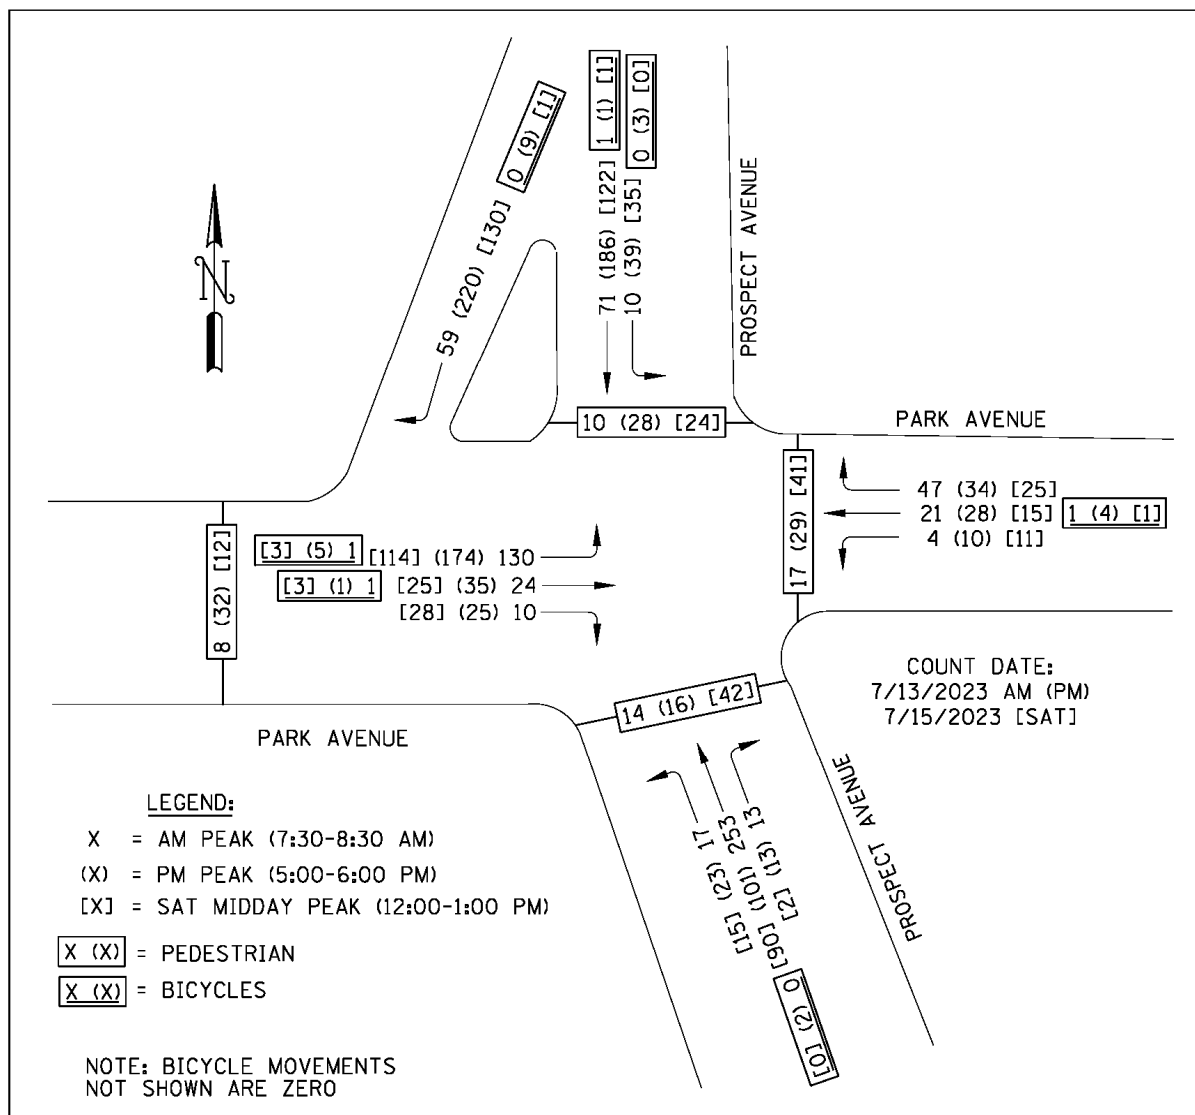 0 (9) [1]
1 (1) [1]
0 (3) [0]
59 (220) [130]
71 (186) [122]
10 (39) [35]
PROSPECT AVENUE
N
10 (28) [24]
PARK AVENUE
17 (29) [41]
47 (34) [25]
21 (28) [15] 1 (4) [1]
4 (10) [11]
8 (32) [12]
[3] (5) 1 [114] (174) 130
[3] (1) 1 [25] (35) 24
[28] (25) 10
14 (16) [42]
COUNT DATE:
7/13/2023 AM (PM)
7/15/2023 [SAT]
PARK AVENUE
[15] (23) 17
[0] (2) 0 [90] (101) 253
[2] (13) 13
PROSPECT AVENUE
LEGEND:
X = AM PEAK (7:30-8:30 AM)
(X) = PM PEAK (5:00-6:00 PM)
[X] = SAT MIDDAY PEAK (12:00-1:00 PM)
X (X) = PEDESTRIAN
X (X) = BICYCLES
NOTE: BICYCLE MOVEMENTS
NOT SHOWN ARE ZERO